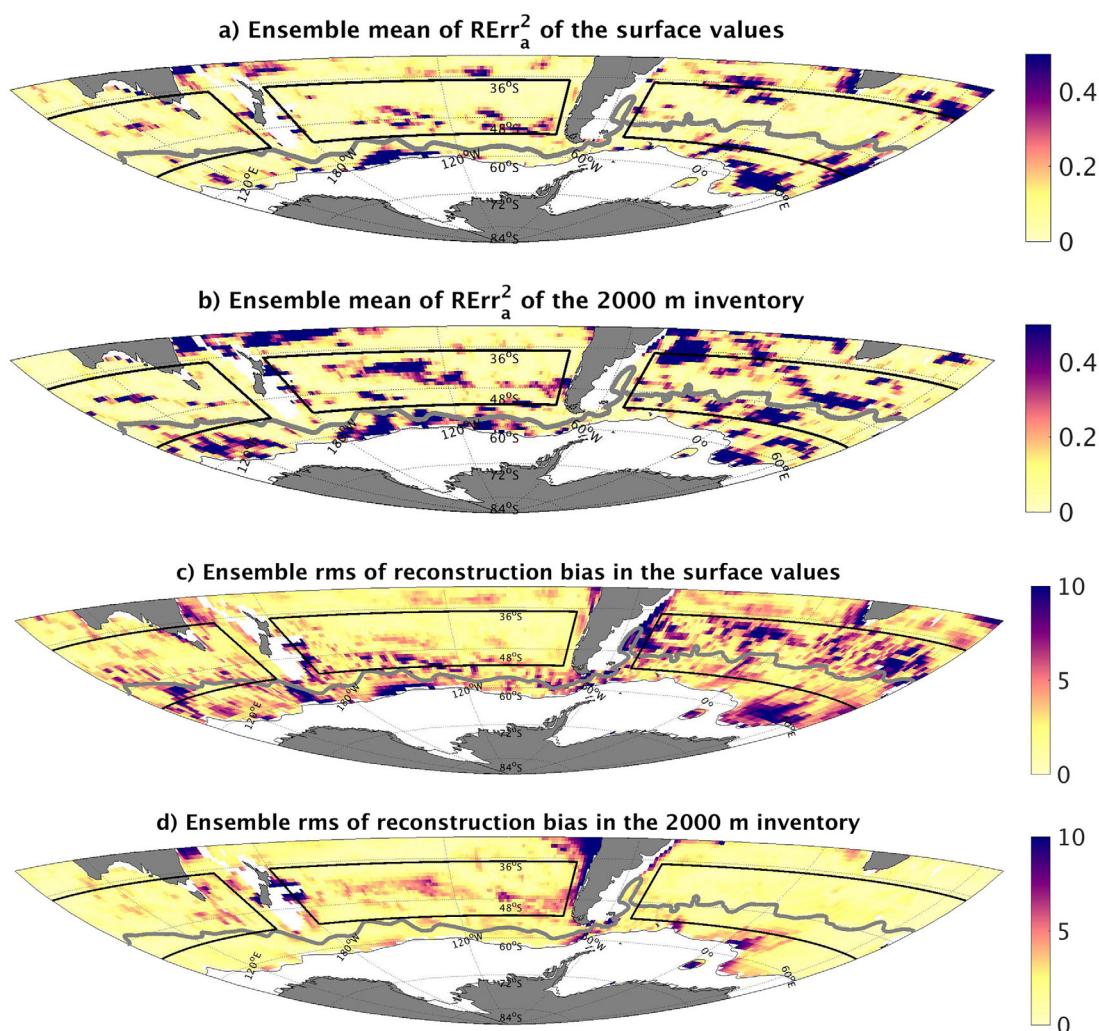 a) Ensemble mean of RErr²ₐ of the surface values
36°S
48°S
60°S
72°S
84°S
120°E
180°W
120°W
60°W
0°
0.4
0.2
0
b) Ensemble mean of RErr²ₐ of the 2000 m inventory
36°S
48°S
60°S
72°S
84°S
120°E
180°W
120°W
60°W
0°
60°E
0.4
0.2
0
c) Ensemble rms of reconstruction bias in the surface values
36°S
48°S
60°S
72°S
84°S
120°E
180°W
120°W
60°W
0°
10
5
0
d) Ensemble rms of reconstruction bias in the 2000 m inventory
36°S
48°S
60°S
72°S
84°S
120°E
180°W
120°W
60°W
0°
60°E
10
5
0